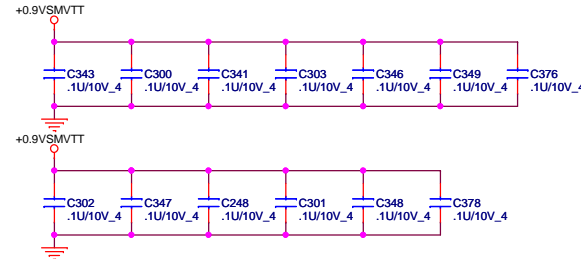 +0.9VSMVTT
C343 C300 C341 C303 C346 C349 C376
.1U/10V_4 .1U/10V_4 .1U/10V_4 .1U/10V_4 .1U/10V_4 .1U/10V_4 .1U/10V_4
+0.9VSMVTT
C302 C347 C248 C301 C348 C378
.1U/10V_4 .1U/10V_4 .1U/10V_4 .1U/10V_4 .1U/10V_4 .1U/10V_4